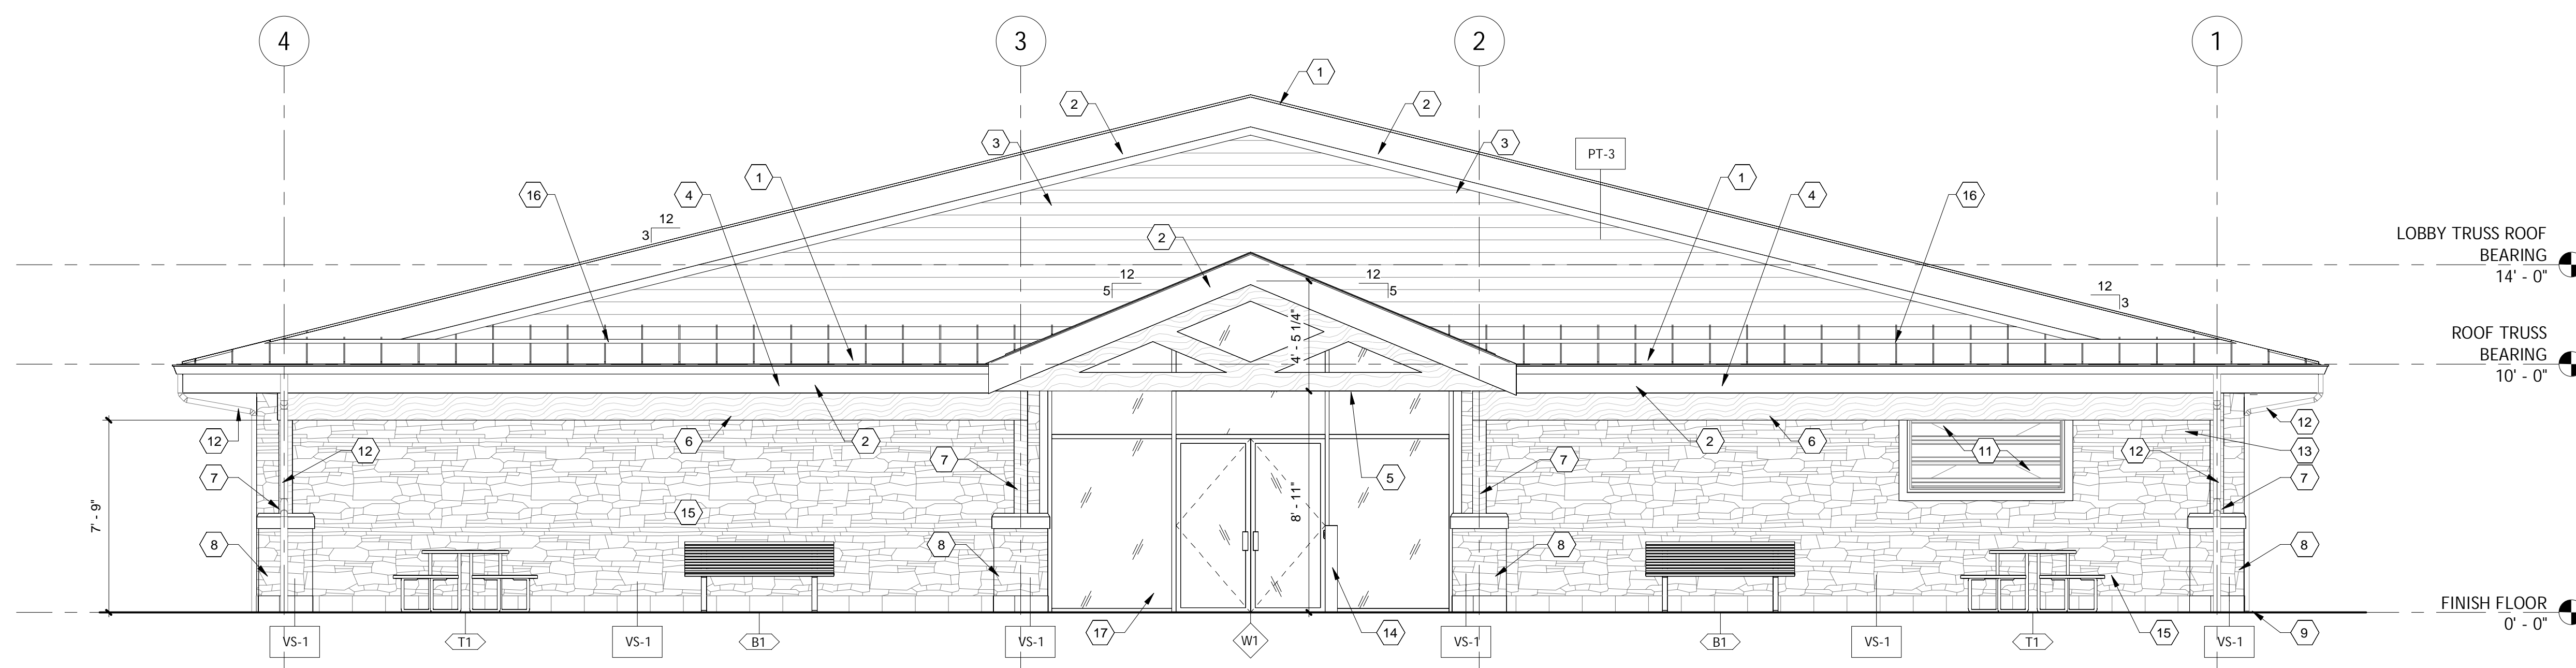 4
3
2
1
1
2
2
3
3
PT-3
1
1
16
4
4
16
12
3
2
LOBBY TRUSS ROOF
BEARING
14' - 0"
12
5
12
5
12
3
4' - 5 1/4"
ROOF TRUSS
BEARING
10' - 0"
12
12
6
2
2
6
12
7
12
7
7
11
12
13
5
7
7' - 9"
15
8' - 11"
8
8
8
8
FINISH FLOOR
0' - 0"
VS-1
T1
VS-1
B1
VS-1
17
W1
14
VS-1
B1
VS-1
T1
15
VS-1
9